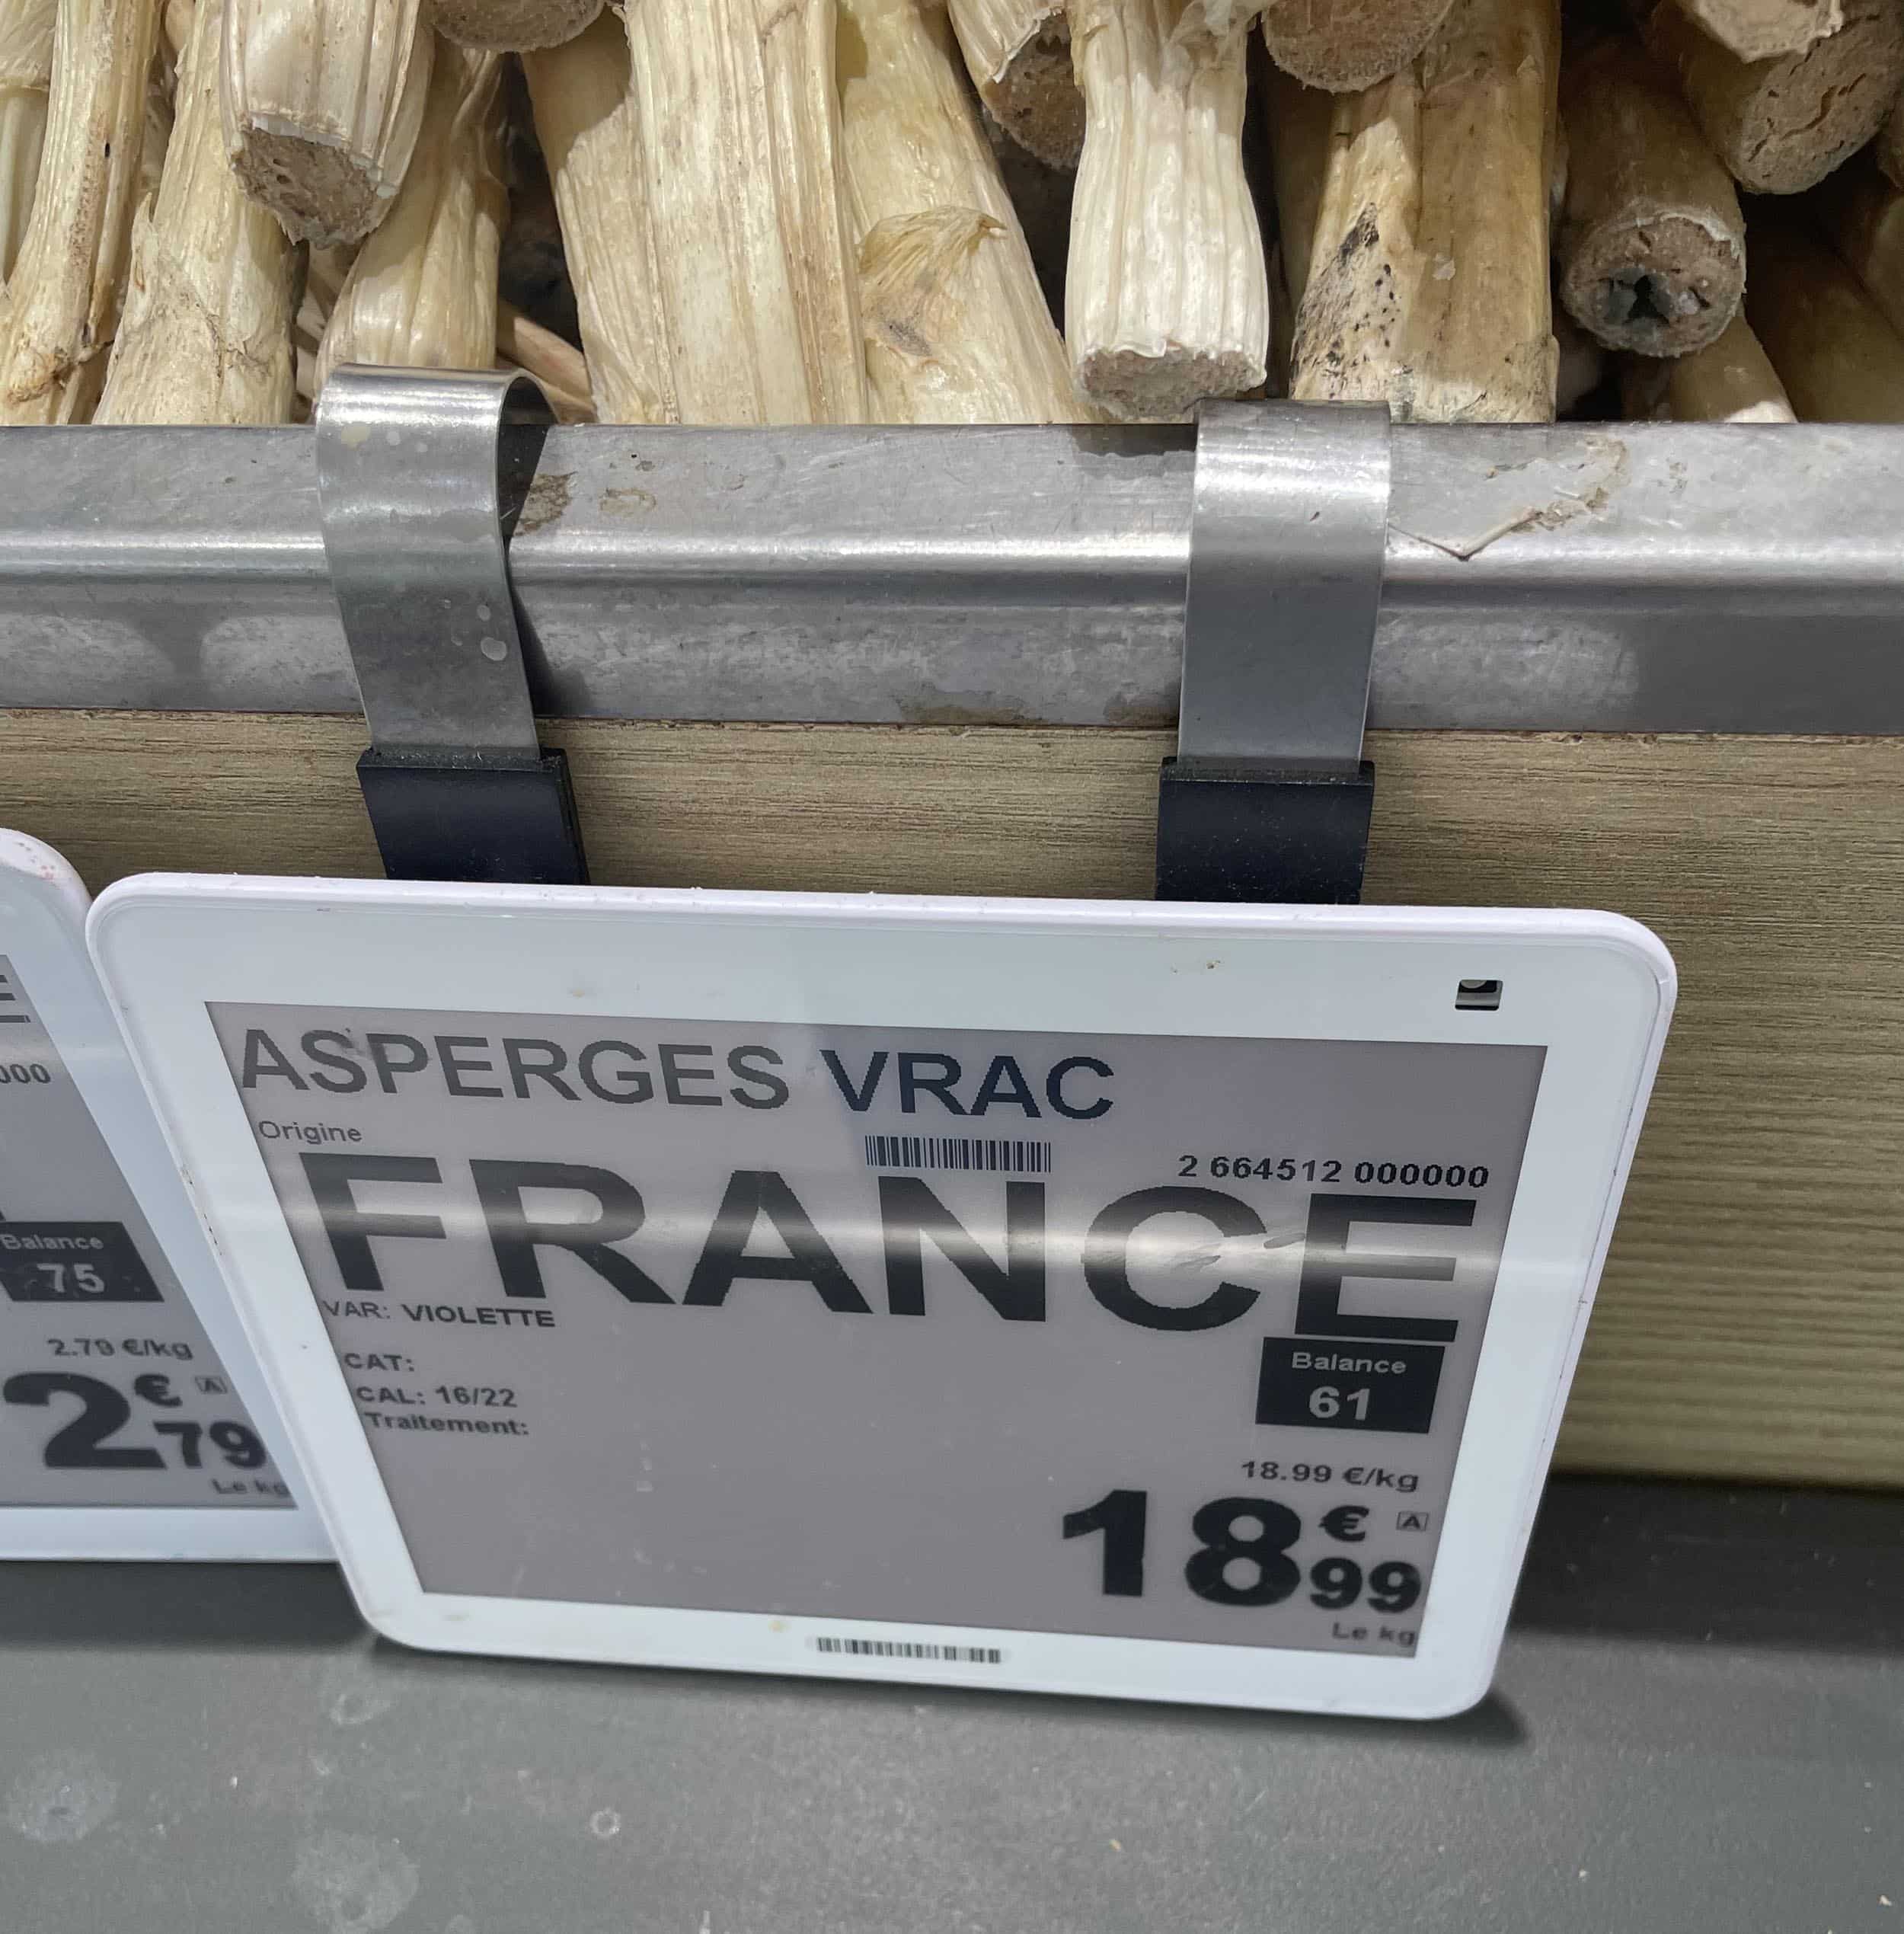 ASPERGES VRAC
Origine
2 664512 000000
FRANCE
VAR: VIOLETTE
CAT:
CAL: 16/22
Traitement:
Balance
61
18.99 €/kg
18€99
A
Le kg
000
Balance
75
2.79 €/kg
2€79
A
Le kg